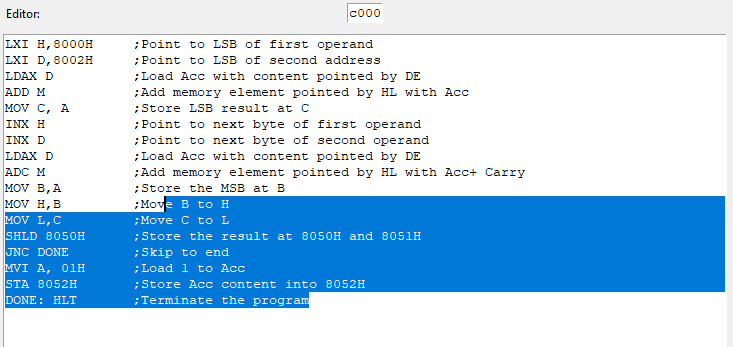 Editor: c000
LXI H,8000H ;Point to LSB of first operand
LXI D,8002H ;Point to LSB of second address
LDAX D ;Load Acc with content pointed by DE
ADD M ;Add memory element pointed by HL with Acc
MOV C, A ;Store LSB result at C
INX H ;Point to next byte of first operand
INX D ;Point to next byte of second operand
LDAX D ;Load Acc with content pointed by DE
ADC M ;Add memory element pointed by HL with Acc+ Carry
MOV B,A ;Store the MSB at B
MOV H,B ;Move B to H
MOV L,C ;Move C to L
SHLD 8050H ;Store the result at 8050H and 8051H
JNC DONE ;Skip to end
MVI A, 01H ;Load 1 to Acc
STA 8052H ;Store Acc content into 8052H
DONE: HLT ;Terminate the program